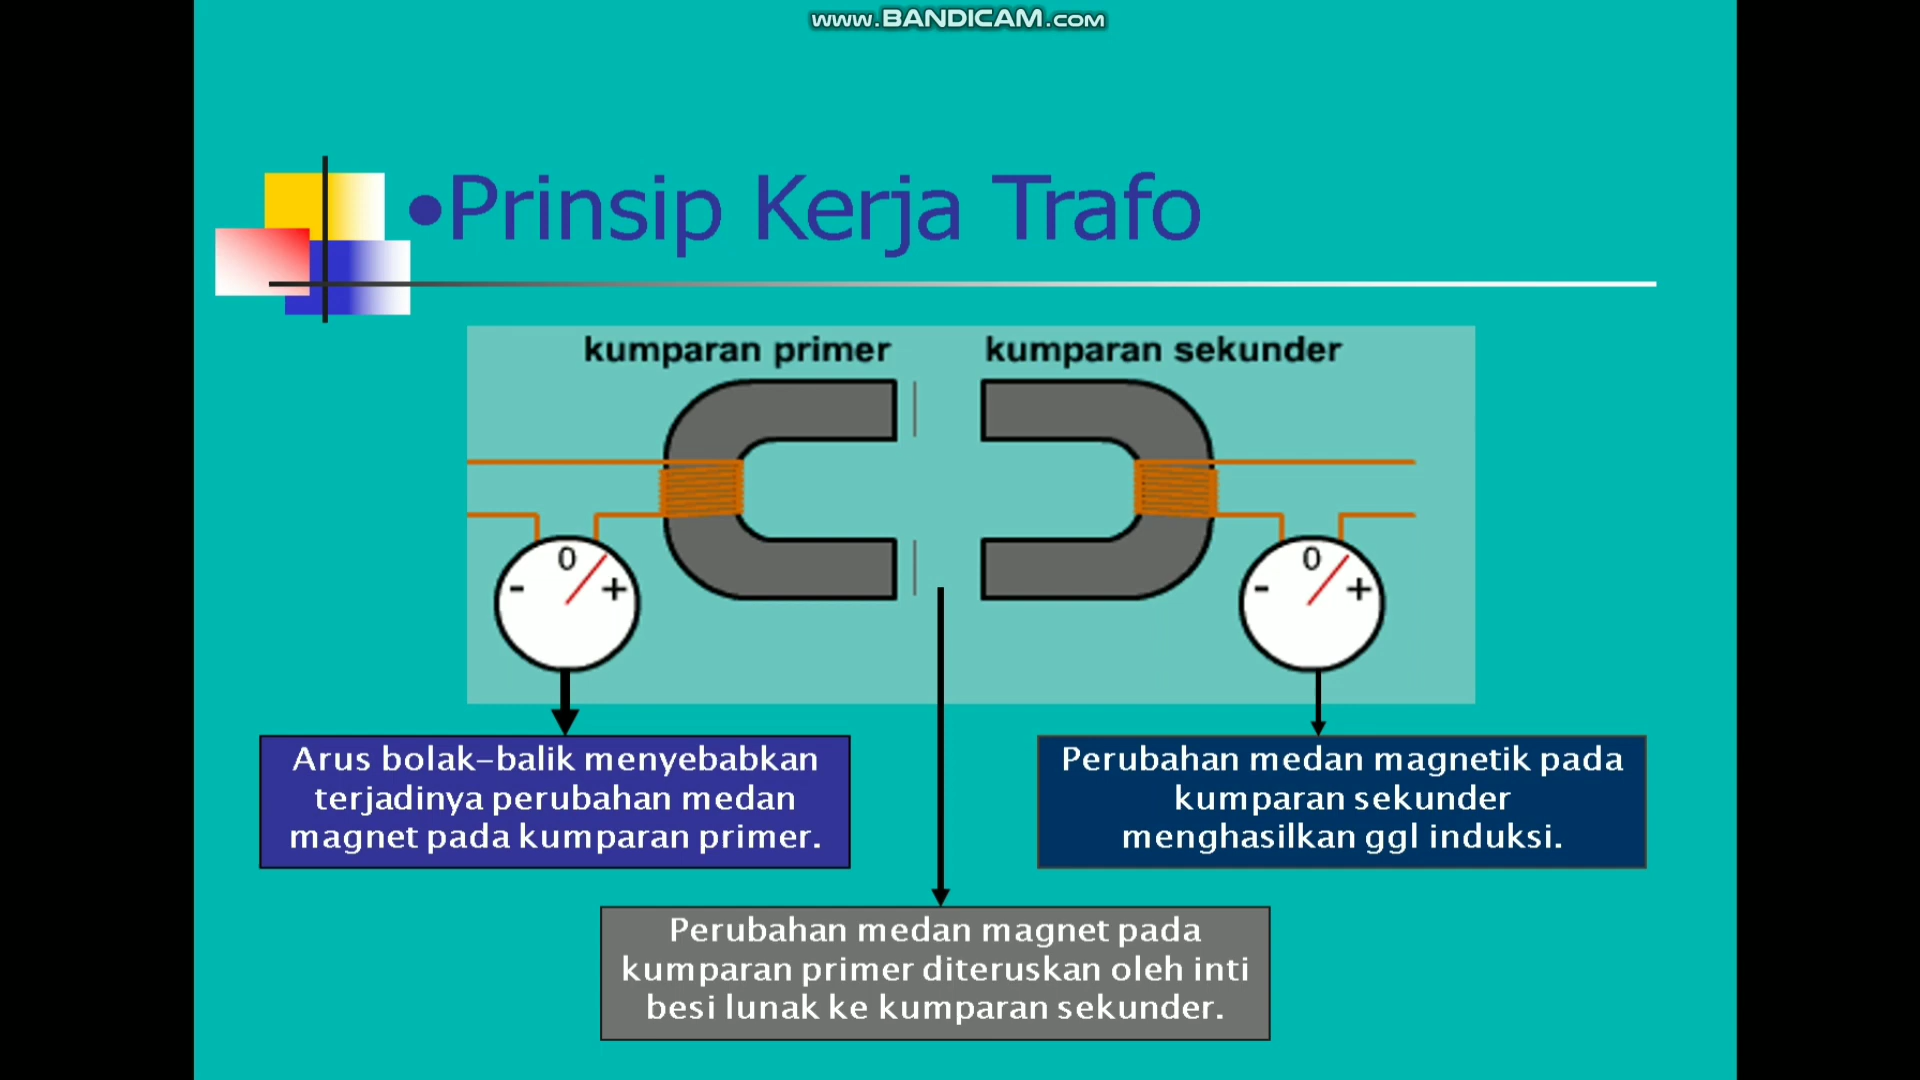 www.BANDICAM.com
•Prinsip Kerja Trafo
kumparan primer
kumparan sekunder
0
-
+
0
-
+
Arus bolak-balik menyebabkan
terjadinya perubahan medan
magnet pada kumparan primer.
Perubahan medan magnetik pada
kumparan sekunder
menghasilkan ggl induksi.
Perubahan medan magnet pada
kumparan primer diteruskan oleh inti
besi lunak ke kumparan sekunder.